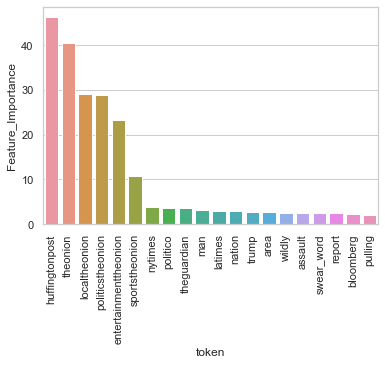 Feature_Importance
40
30
20
10
0
huffingtonpost
theonion
localtheonion
politicstheonion
entertainmenttheonion
sportstheonion
nytimes
politico
theguardian
man
latimes
nation
trump
area
wildly
assault
swear_word
report
bloomberg
pulling
token